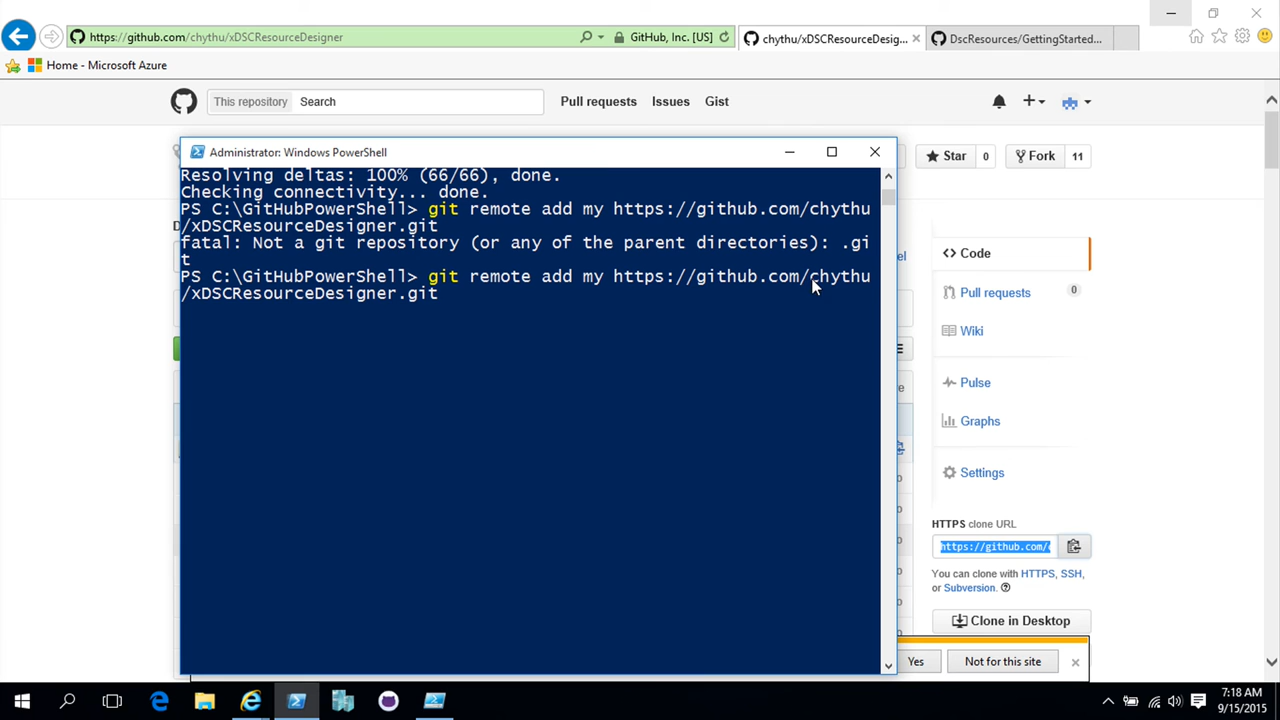 https://github.com/chythu/xDSCResourceDesigner
GitHub, Inc. [US]
chythu/xDSCResourceDesig...
DscResources/GettingStarted...
Home - Microsoft Azure
This repository
Search
Pull requests
Issues
Gist
Star
0
Fork
11
Administrator: Windows PowerShell
Resolving deltas: 100% (66/66), done.
Checking connectivity... done.
PS C:\GitHubPowerShell> git remote add my https://github.com/chythu
/xDSCResourceDesigner.git
fatal: Not a git repository (or any of the parent directories): .gi
t
PS C:\GitHubPowerShell> git remote add my https://github.com/chythu
/xDSCResourceDesigner.git
Code
Pull requests
0
Wiki
Pulse
Graphs
Settings
HTTPS clone URL
https://github.com/
You can clone with HTTPS, SSH,
or Subversion.
Clone in Desktop
Yes
Not for this site
7:18 AM
9/15/2015